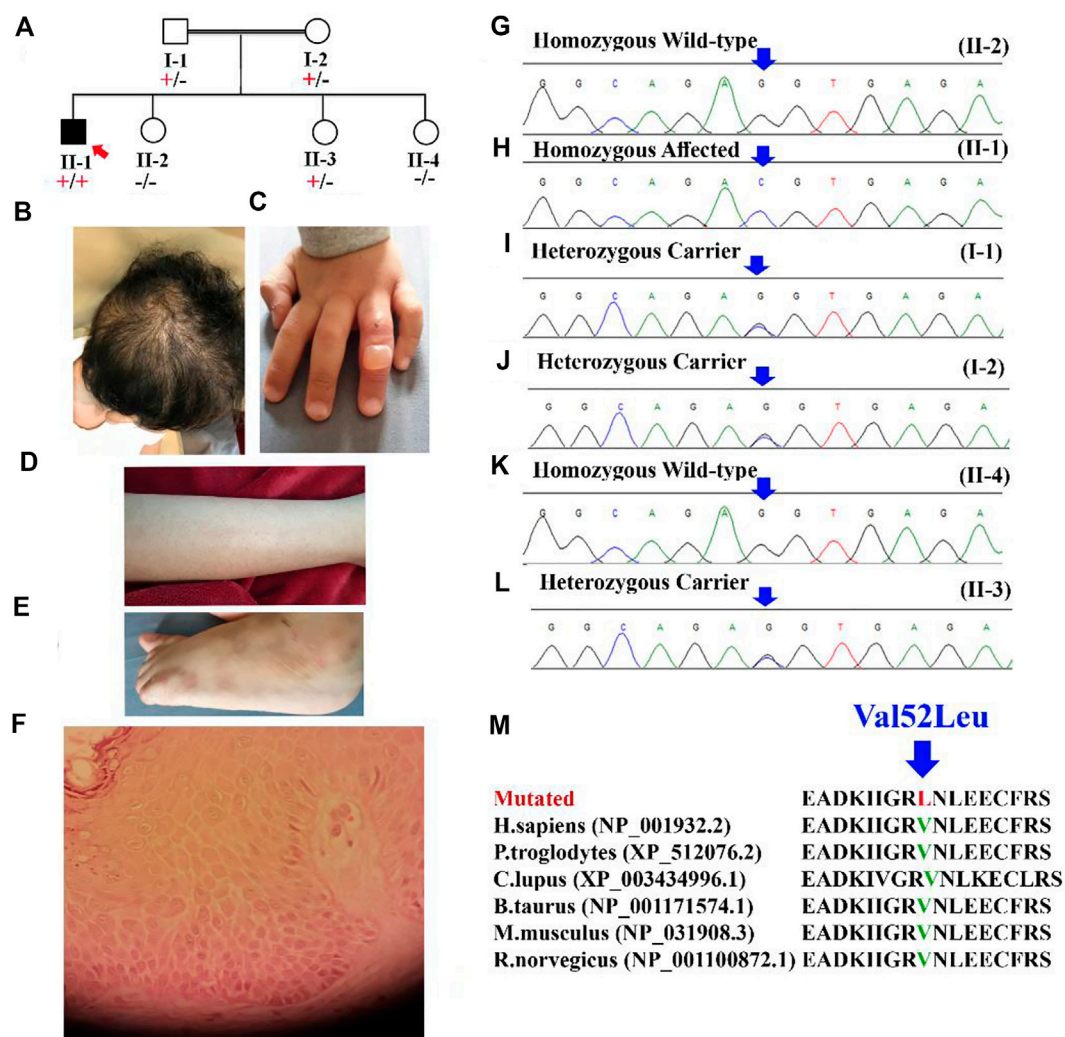 A
I-1 I-2
+/- +/-
II-1 II-2 II-3 II-4
+/+ -/- +/- -/-
B C
D
E
F
G Homozygous Wild-type (II-2)
G G C A G A G G T G A G A
H Homozygous Affected (II-1)
G G C A G A C G T G A G A
I Heterozygous Carrier (I-1)
G G C A G A G G T G A G A
J Heterozygous Carrier (I-2)
G G C A G A G G T G A G A
K Homozygous Wild-type (II-4)
G G C A G A G G T G A G A
L Heterozygous Carrier (II-3)
G G C A G A G G T G A G A
M Val52Leu
Mutated EADKIIGRLNLEECFRS
H.sapiens (NP_001932.2) EADKIIGRVNLEECFRS
P.troglodytes (XP_512076.2) EADKIIGRVNLEECFRS
C.lupus (XP_003434996.1) EADKIVGRVNLKECLRS
B.taurus (NP_001171574.1) EADKIIGRVNLEECFRS
M.musculus (NP_031908.3) EADKIIGRVNLEECFRS
R.norvegicus (NP_001100872.1) EADKIIGRVNLEECFRS